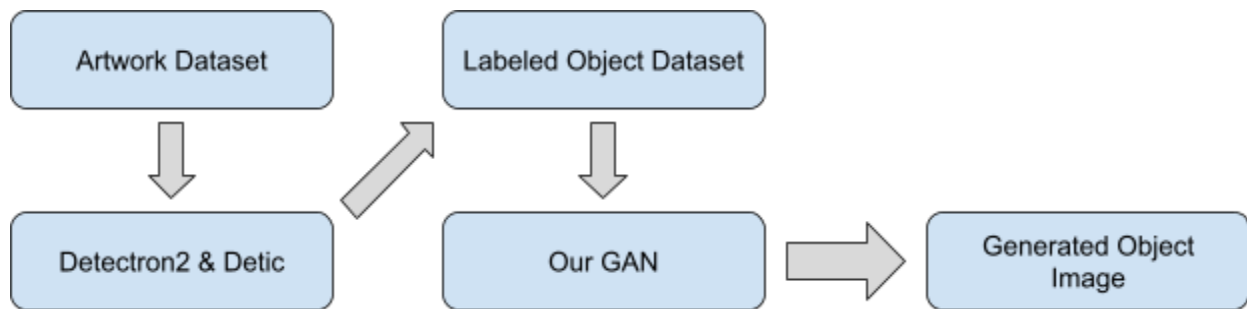 Artwork Dataset
Labeled Object Dataset
Detectron2 & Detic
Our GAN
Generated Object
Image